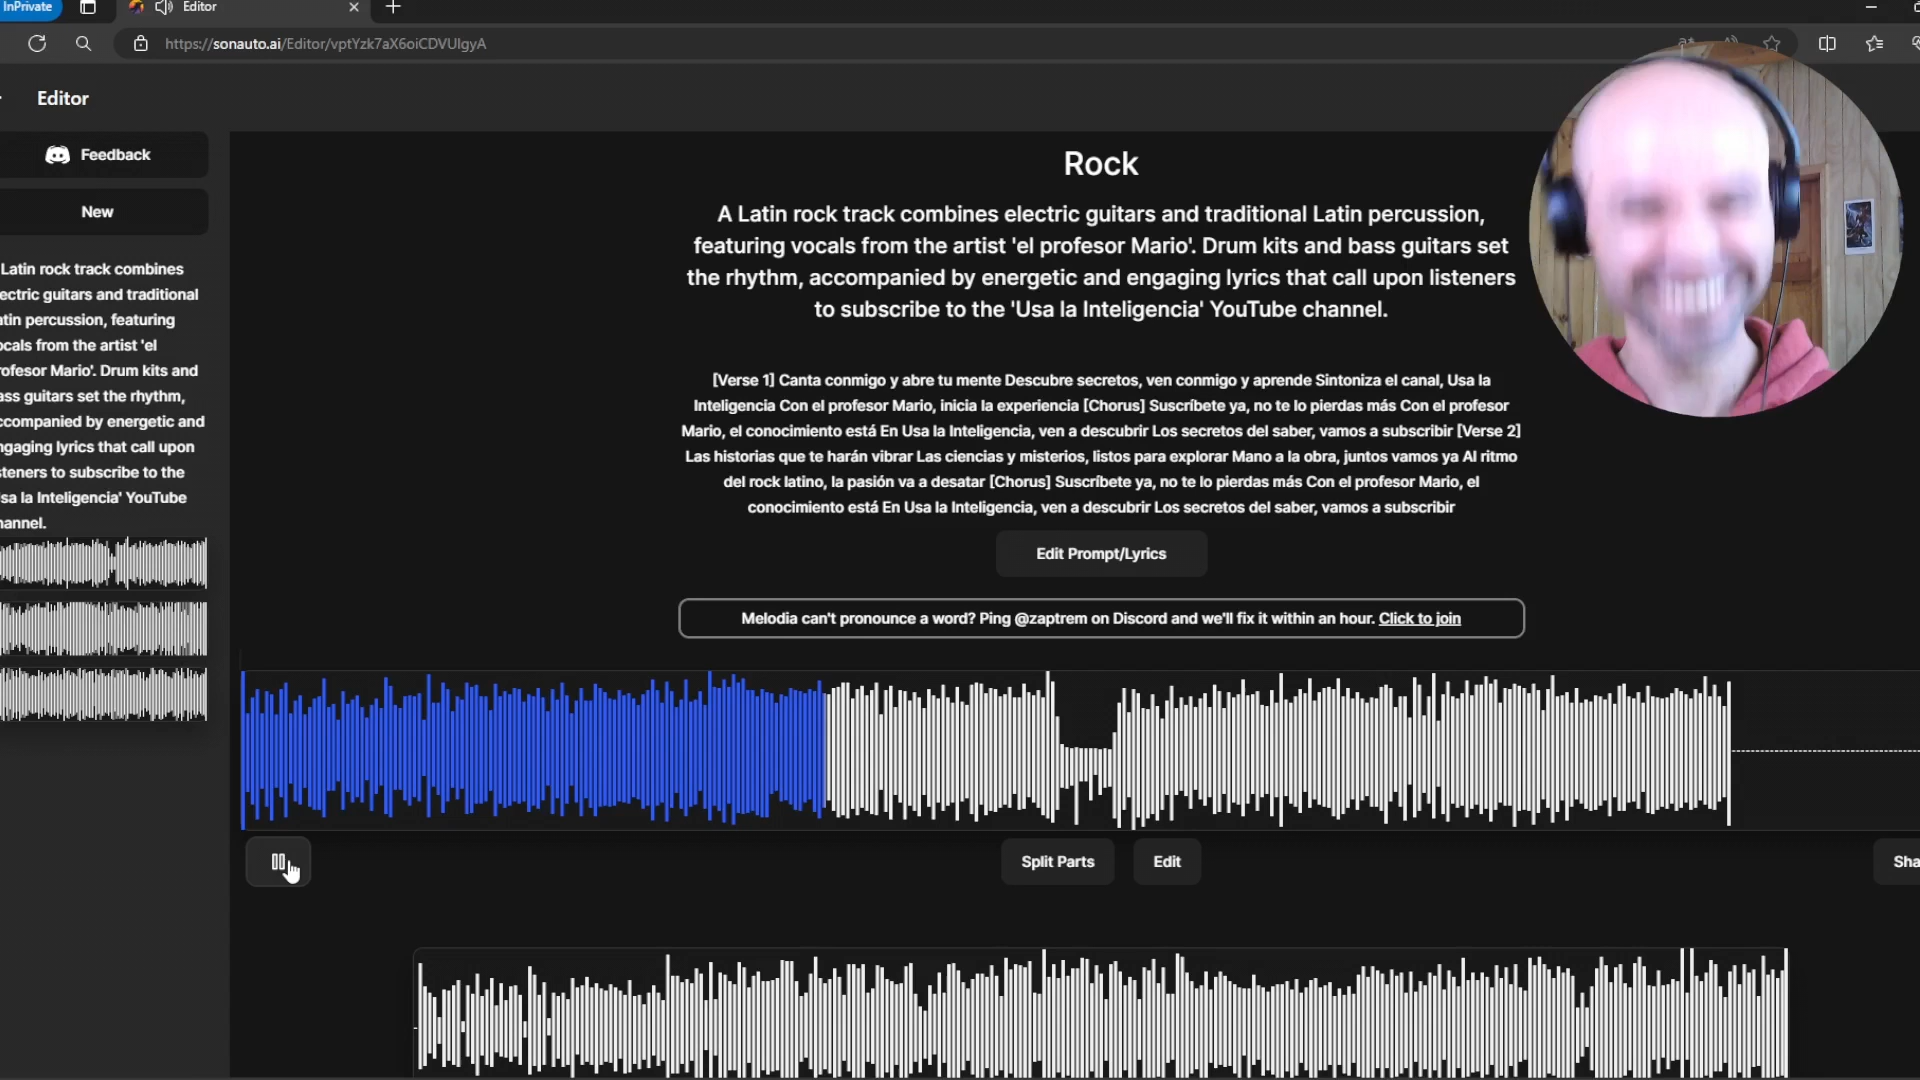 InPrivate
Editor
https://sonauto.ai/Editor/vptYzk7aX6oiCDVUIgyA
Editor
Feedback
New
Latin rock track combines
ectric guitars and traditional
atin percussion, featuring
ocals from the artist 'el
rofesor Mario'. Drum kits and
ass guitars set the rhythm,
ccompanied by energetic and
ngaging lyrics that call upon
steners to subscribe to the
sa la Inteligencia' YouTube
hannel.
Rock
A Latin rock track combines electric guitars and traditional Latin percussion,
featuring vocals from the artist 'el profesor Mario'. Drum kits and bass guitars set
the rhythm, accompanied by energetic and engaging lyrics that call upon listeners
to subscribe to the 'Usa la Inteligencia' YouTube channel.
[Verse 1] Canta conmigo y abre tu mente Descubre secretos, ven conmigo y aprende Sintoniza el canal, Usa la
Inteligencia Con el profesor Mario, inicia la experiencia [Chorus] Suscríbete ya, no te lo pierdas más Con el profesor
Mario, el conocimiento está En Usa la Inteligencia, ven a descubrir Los secretos del saber, vamos a subscribir [Verse 2]
Las historias que te harán vibrar Las ciencias y misterios, listos para explorar Mano a la obra, juntos vamos ya Al ritmo
del rock latino, la pasión va a desatar [Chorus] Suscríbete ya, no te lo pierdas más Con el profesor Mario, el
conocimiento está En Usa la Inteligencia, ven a descubrir Los secretos del saber, vamos a subscribir
Edit Prompt/Lyrics
Melodia can't pronounce a word? Ping @zaptrem on Discord and we'll fix it within an hour. Click to join
Split Parts
Edit
Sha